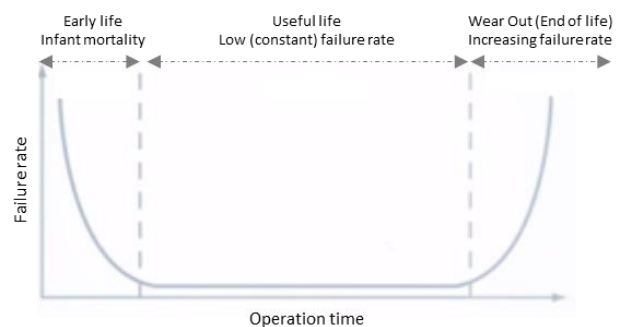 Early life
Infant mortality
Useful life
Low (constant) failure rate
Wear Out (End of life)
Increasing failure rate
Failure rate
Operation time